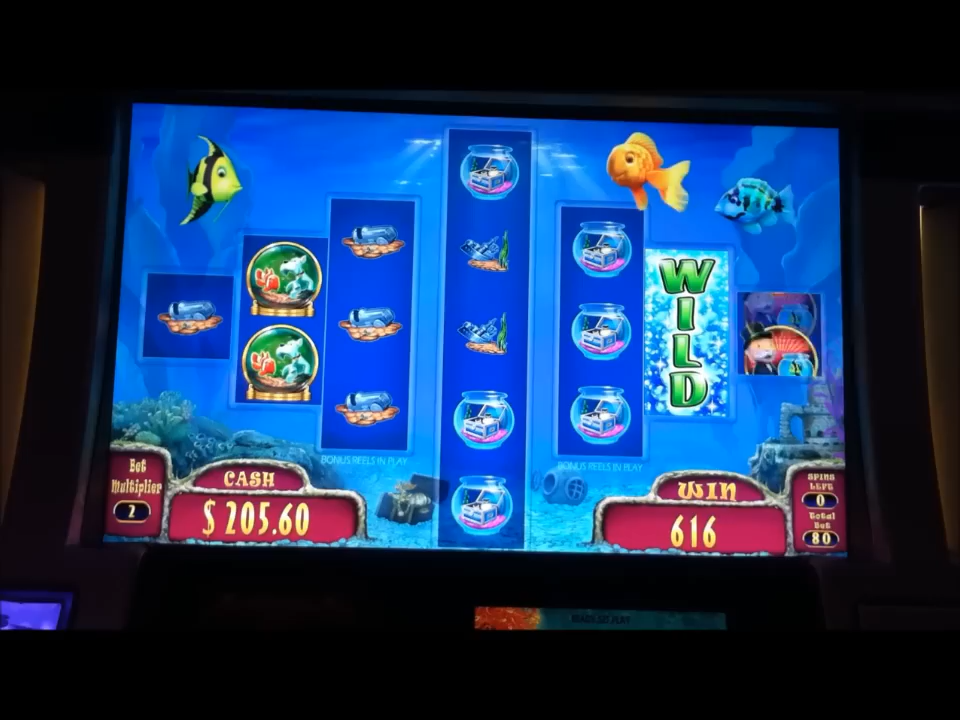 WILD
BONUS REELS IN PLAY
BONUS REELS IN PLAY
Bet
Multiplier
2
CASH
$205.60
WIN
616
SPINS
LEFT
0
Total
Bet
80